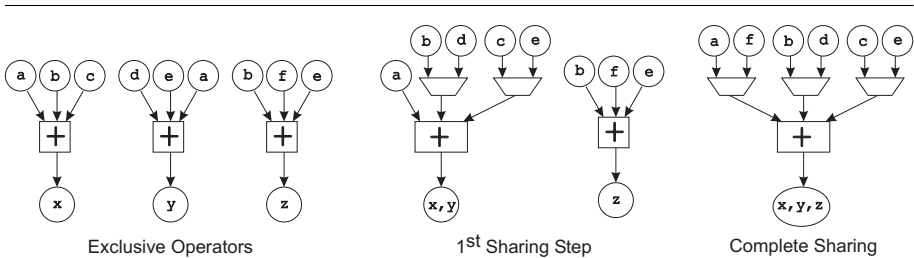 b d c e a f b d c e
a b c d e a b f e a b f e
+ + + + + +
x y z x,y z x,y,z
Exclusive Operators 1st Sharing Step Complete Sharing